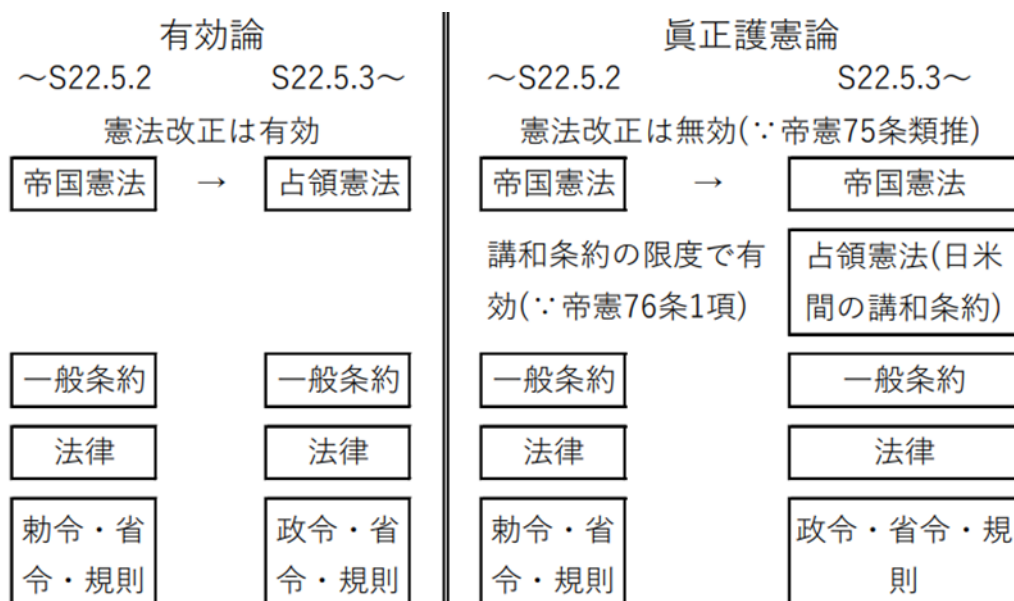 有効論
～S22.5.2 S22.5.3～
憲法改正は有効
帝国憲法 → 占領憲法
一般条約 一般条約
法律 法律
勅令・省 政令・省
令・規則 令・規則
眞正護憲論
～S22.5.2 S22.5.3～
憲法改正は無効(∵帝憲75条類推)
帝国憲法 → 帝国憲法
講和条約の限度で有 占領憲法(日米
効(∵帝憲76条1項) 間の講和条約)
一般条約 一般条約
法律 法律
勅令・省 政令・省令・規
令・規則 則